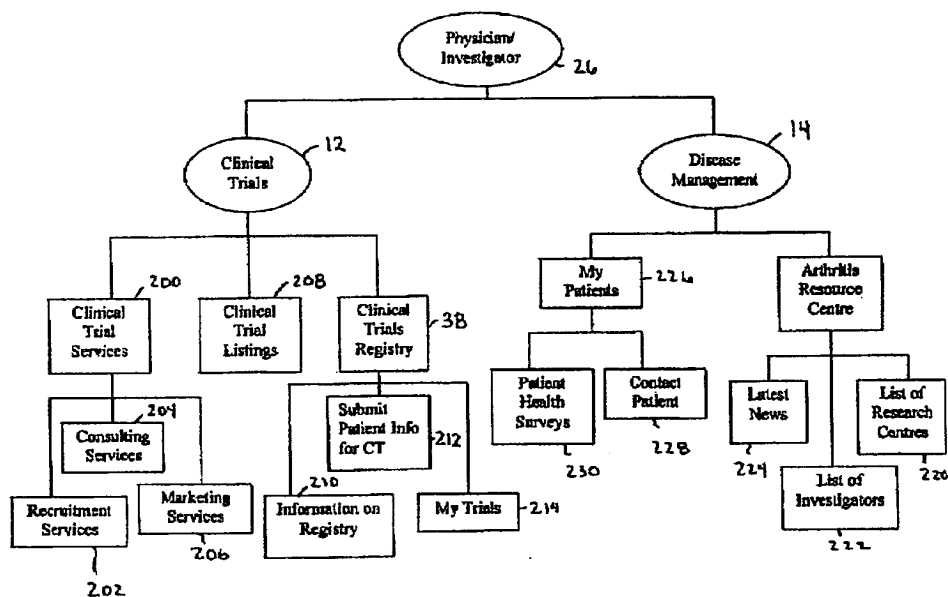 Physician/
Investigator
26
12
Clinical
Trials
14
Disease
Management
200
Clinical
Trial
Services
208
Clinical
Trial
Listings
Clinical
Trials
Registry
38
My
Patients
226
Arthritis
Resource
Centre
204
Consulting
Services
Submit
Patient Info
for CT
212
Patient
Health
Surveys
230
Contact
Patient
228
Latest
News
224
List of
Research
Centres
220
Recruitment
Services
202
Marketing
Services
206
210
Information on
Registry
My Trials
214
List of
Investigators
222